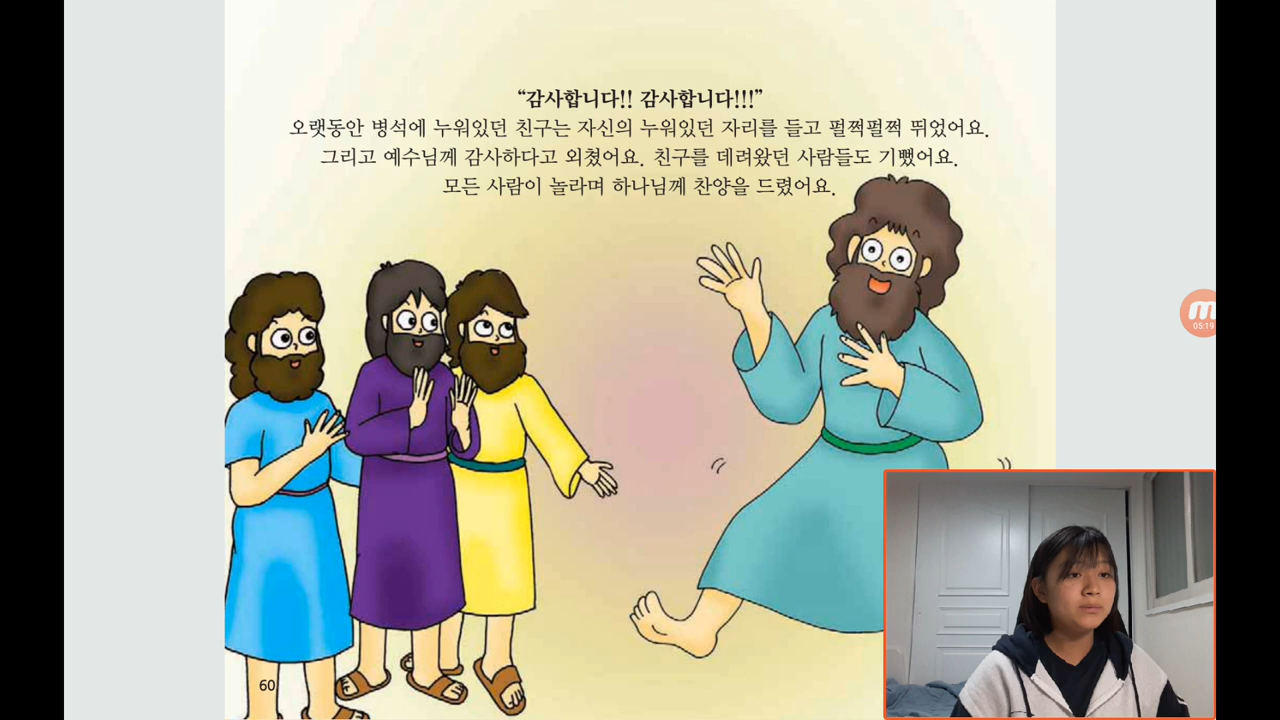 “감사합니다!! 감사합니다!!!”
오랫동안 병석에 누워있던 친구는 자신의 누워있던 자리를 들고 펄쩍펄쩍 뛰었어요.
그리고 예수님께 감사하다고 외쳤어요. 친구를 데려왔던 사람들도 기뻤어요.
모든 사람이 놀라며 하나님께 찬양을 드렸어요.
05:19
60